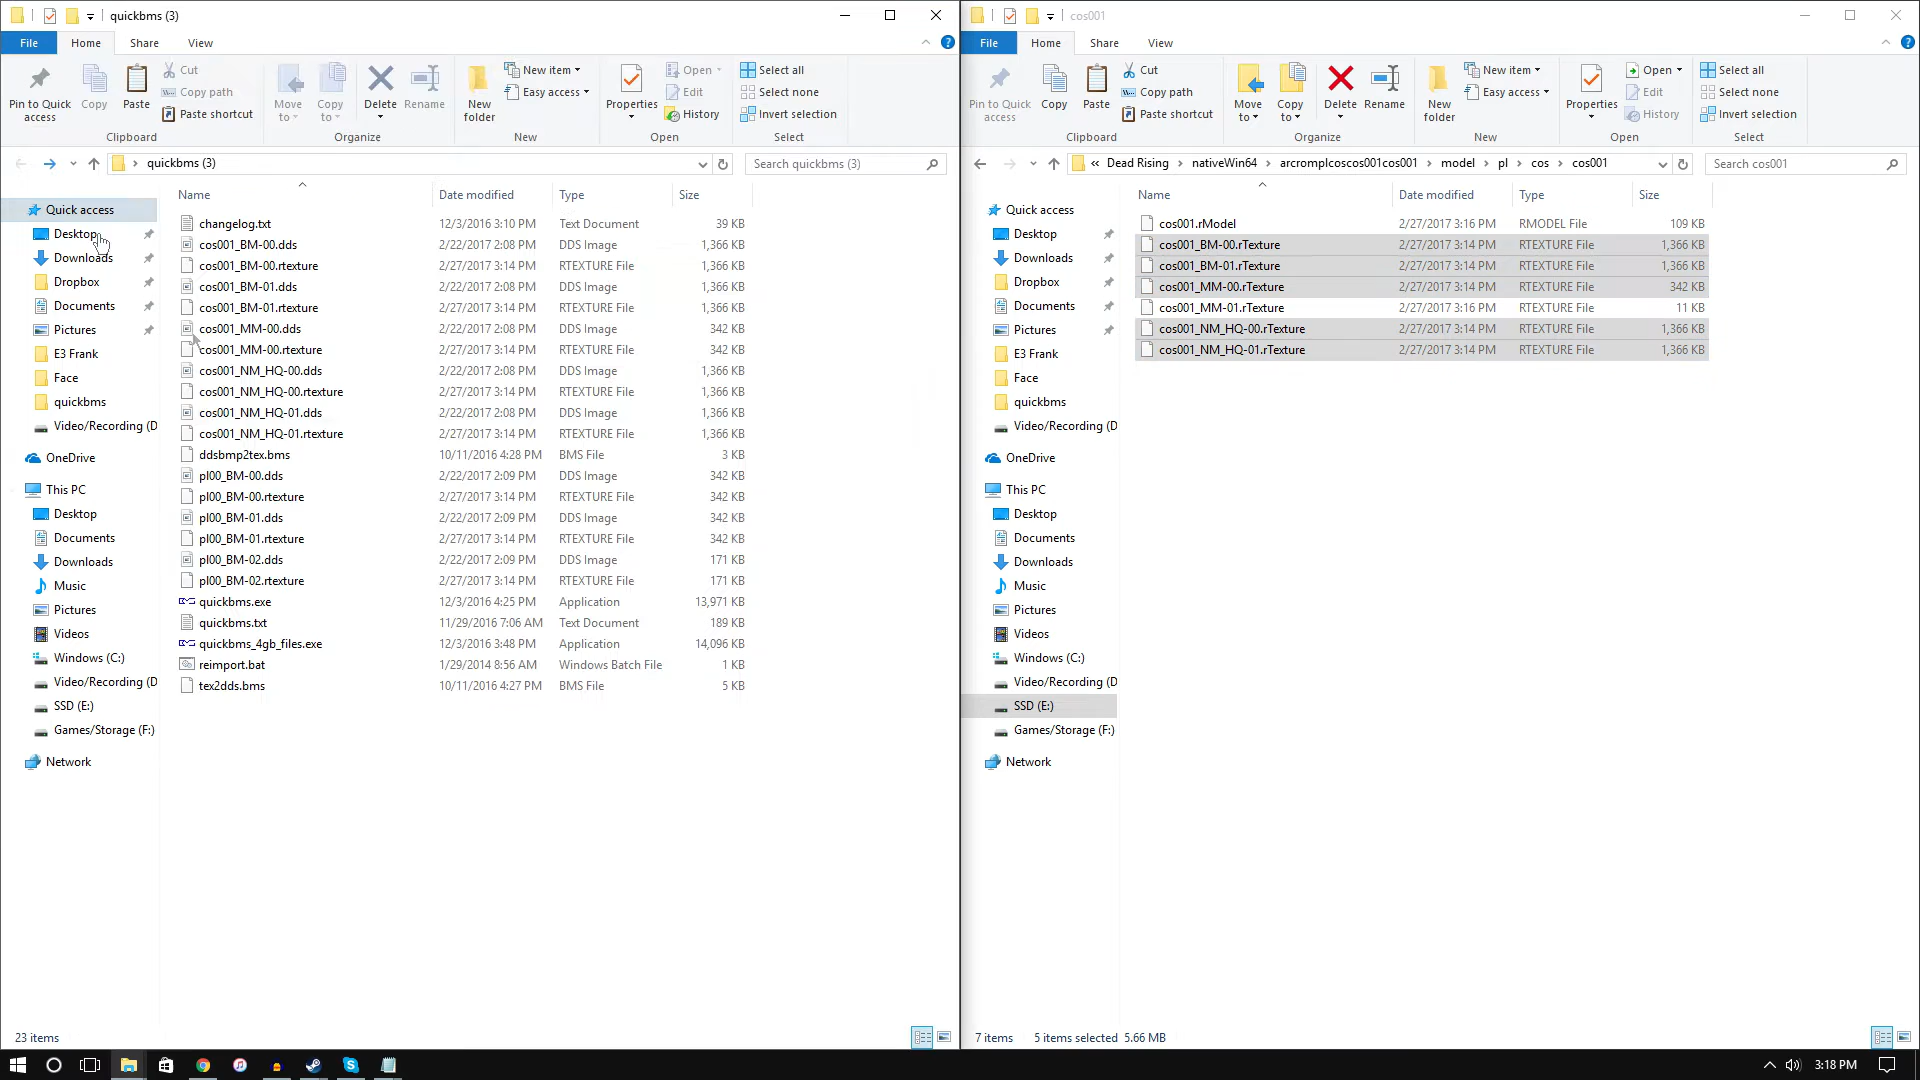 quickbms (3)
File
Home
Share
View
Pin to Quick access
Copy
Paste
Cut
Copy path
Paste shortcut
Clipboard
Move to
Copy to
Delete
Rename
Organize
New folder
New item
Easy access
New
Properties
Open
Edit
History
Open
Select all
Select none
Invert selection
Select
quickbms (3)
Search quickbms (3)
Quick access
Desktop
Downloads
Dropbox
Documents
Pictures
E3 Frank
Face
quickbms
Video/Recording (D
OneDrive
This PC
Desktop
Documents
Downloads
Music
Pictures
Videos
Windows (C:)
Video/Recording (D
SSD (E:)
Games/Storage (F:)
Network
Name Date modified Type Size
changelog.txt 12/3/2016 3:10 PM Text Document 39 KB
cos001_BM-00.dds 2/22/2017 2:08 PM DDS Image 1,366 KB
cos001_BM-00.rtexture 2/27/2017 3:14 PM RTEXTURE File 1,366 KB
cos001_BM-01.dds 2/22/2017 2:08 PM DDS Image 1,366 KB
cos001_BM-01.rtexture 2/27/2017 3:14 PM RTEXTURE File 1,366 KB
cos001_MM-00.dds 2/22/2017 2:08 PM DDS Image 342 KB
cos001_MM-00.rtexture 2/27/2017 3:14 PM RTEXTURE File 342 KB
cos001_NM_HQ-00.dds 2/22/2017 2:08 PM DDS Image 1,366 KB
cos001_NM_HQ-00.rtexture 2/27/2017 3:14 PM RTEXTURE File 1,366 KB
cos001_NM_HQ-01.dds 2/22/2017 2:08 PM DDS Image 1,366 KB
cos001_NM_HQ-01.rtexture 2/27/2017 3:14 PM RTEXTURE File 1,366 KB
ddsbmp2tex.bms 10/11/2016 4:28 PM BMS File 3 KB
pl00_BM-00.dds 2/22/2017 2:09 PM DDS Image 342 KB
pl00_BM-00.rtexture 2/27/2017 3:14 PM RTEXTURE File 342 KB
pl00_BM-01.dds 2/22/2017 2:09 PM DDS Image 342 KB
pl00_BM-01.rtexture 2/27/2017 3:14 PM RTEXTURE File 342 KB
pl00_BM-02.dds 2/22/2017 2:09 PM DDS Image 171 KB
pl00_BM-02.rtexture 2/27/2017 3:14 PM RTEXTURE File 171 KB
quickbms.exe 12/3/2016 4:25 PM Application 13,971 KB
quickbms.txt 11/29/2016 7:06 AM Text Document 189 KB
quickbms_4gb_files.exe 12/3/2016 3:48 PM Application 14,096 KB
reimport.bat 1/29/2014 8:56 AM Windows Batch File 1 KB
tex2dds.bms 10/11/2016 4:27 PM BMS File 5 KB
23 items
cos001
File
Home
Share
View
Pin to Quick access
Copy
Paste
Cut
Copy path
Paste shortcut
Clipboard
Move to
Copy to
Delete
Rename
Organize
New folder
New item
Easy access
New
Properties
Open
Edit
History
Open
Select all
Select none
Invert selection
Select
« Dead Rising > nativeWin64 > arcromplcoscos001cos001 > model > pl > cos > cos001
Search cos001
Quick access
Desktop
Downloads
Dropbox
Documents
Pictures
E3 Frank
Face
quickbms
Video/Recording (D
OneDrive
This PC
Desktop
Documents
Downloads
Music
Pictures
Videos
Windows (C:)
Video/Recording (D
SSD (E:)
Games/Storage (F:)
Network
Name Date modified Type Size
cos001.rModel 2/27/2017 3:16 PM RMODEL File 109 KB
cos001_BM-00.rTexture 2/27/2017 3:14 PM RTEXTURE File 1,366 KB
cos001_BM-01.rTexture 2/27/2017 3:14 PM RTEXTURE File 1,366 KB
cos001_MM-00.rTexture 2/27/2017 3:14 PM RTEXTURE File 342 KB
cos001_MM-01.rTexture 2/27/2017 3:16 PM RTEXTURE File 11 KB
cos001_NM_HQ-00.rTexture 2/27/2017 3:14 PM RTEXTURE File 1,366 KB
cos001_NM_HQ-01.rTexture 2/27/2017 3:14 PM RTEXTURE File 1,366 KB
7 items 5 items selected 5.66 MB
3:18 PM